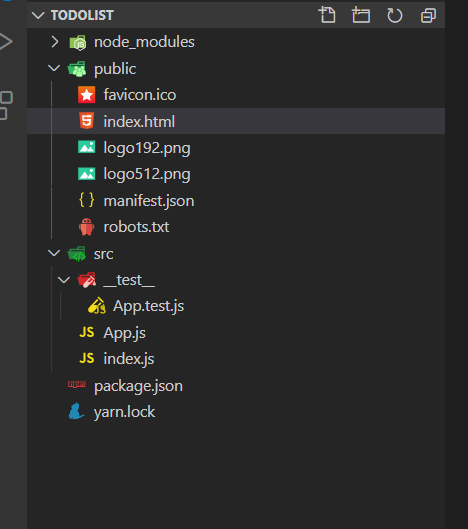 TODOLIST
node_modules
public
favicon.ico
index.html
logo192.png
logo512.png
manifest.json
robots.txt
src
__test__
App.test.js
JS App.js
JS index.js
package.json
yarn.lock